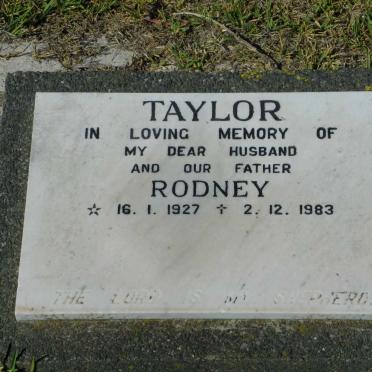 TAYLOR
IN LOVING MEMORY OF
MY DEAR HUSBAND
AND OUR FATHER
RODNEY
☆ 16. 1. 1927 ✝ 2. 12. 1983
THE LORD IS MY SHEPHERD